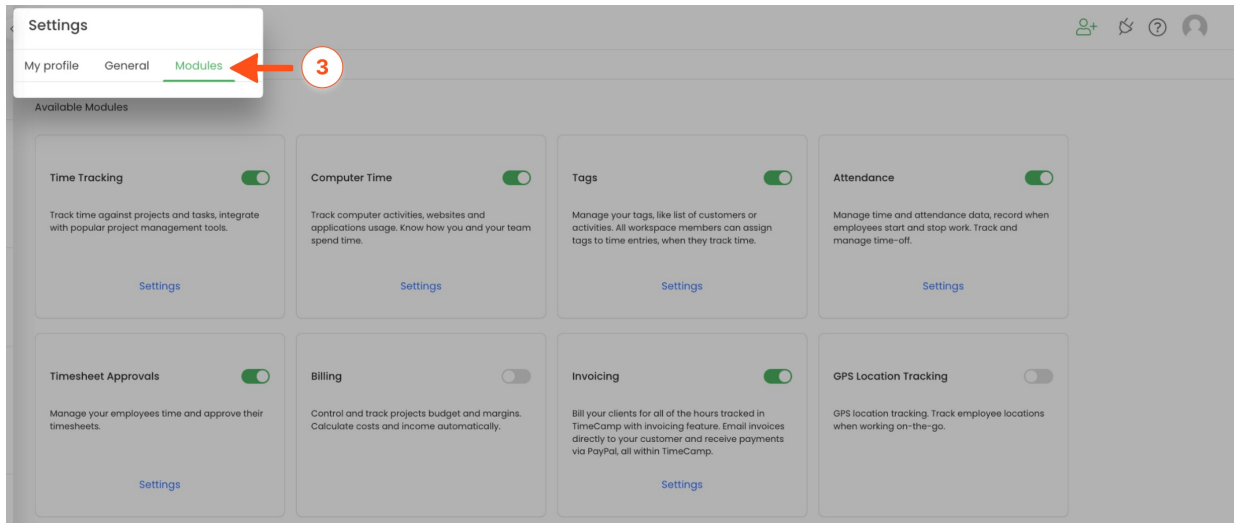 Settings
My profile General Modules 3
Available Modules
Time Tracking
Track time against projects and tasks, integrate
with popular project management tools.
Settings
Computer Time
Track computer activities, websites and
applications usage. Know how you and your team
spend time.
Settings
Tags
Manage your tags, like list of customers or
activities. All workspace members can assign
tags to time entries, when they track time.
Settings
Attendance
Manage time and attendance data, record when
employees start and stop work. Track and
manage time-off.
Settings
Timesheet Approvals
Manage your employees time and approve their
timesheets.
Settings
Billing
Control and track projects budget and margins.
Calculate costs and income automatically.
Invoicing
Bill your clients for all of the hours tracked in
TimeCamp with invoicing feature. Email invoices
directly to your customer and receive payments
via PayPal, all within TimeCamp.
Settings
GPS Location Tracking
GPS location tracking. Track employee locations
when working on-the-go.